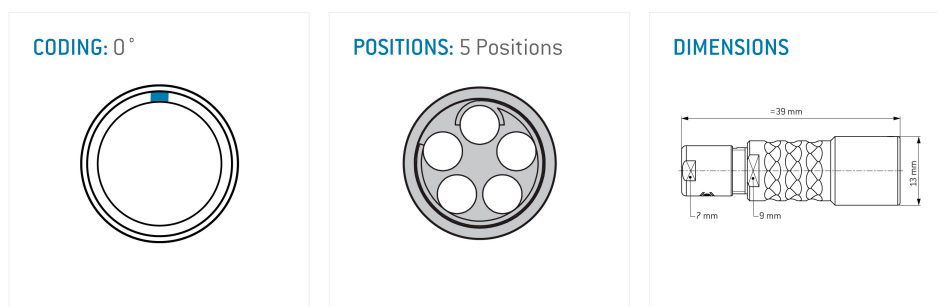 CODING: 0°
POSITIONS: 5 Positions
DIMENSIONS
≈39 mm
13 mm
7 mm
9 mm